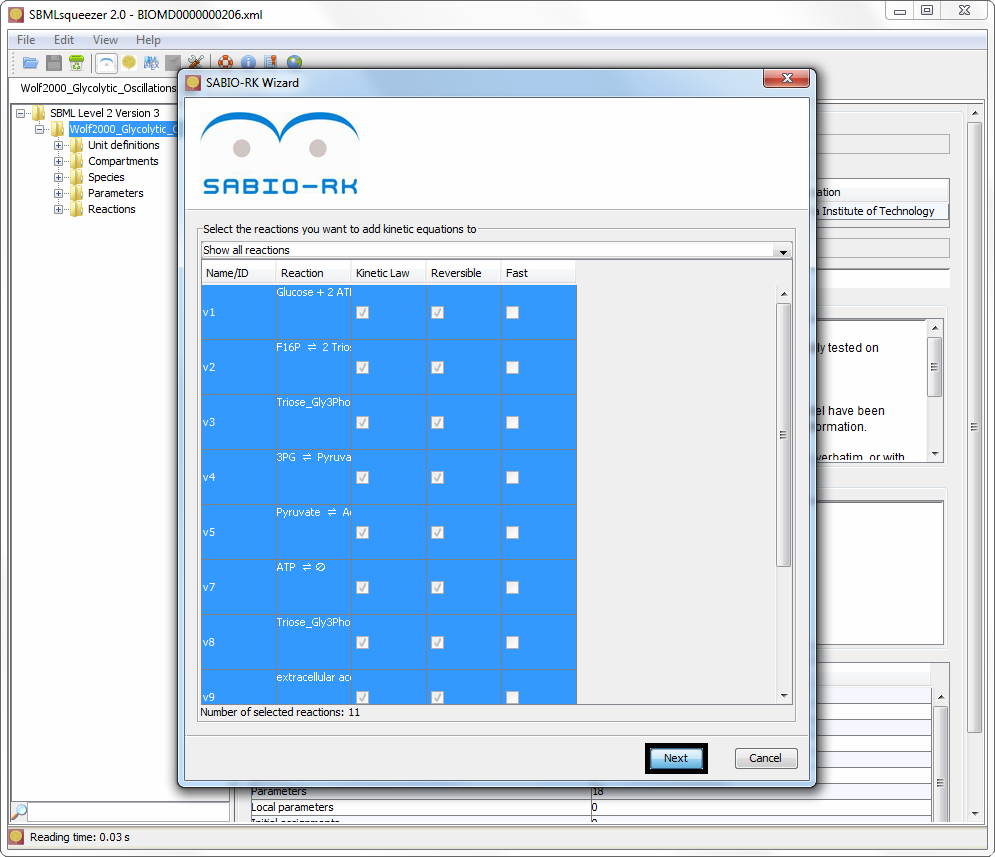 SBMLsqueezer 2.0 - BIOMD0000000206.xml
File Edit View Help
Wolf2000_Glycolytic_Oscillations
SBML Level 2 Version 3
Wolf2000_Glycolytic_
Unit definitions
Compartments
Species
Parameters
Reactions
SABIO-RK Wizard
SABIO-RK
Select the reactions you want to add kinetic equations to
Show all reactions
Name/ID Reaction Kinetic Law Reversible Fast
v1 Glucose + 2 AT
v2 F16P ⇌ 2 Trios
v3 Triose_Gly3Pho
v4 3PG ⇌ Pyruva
v5 Pyruvate ⇌ A
v7 ATP ⇌ ∅
v8 Triose_Gly3Pho
v9 extracellular ac
Number of selected reactions: 11
Next Cancel
ation
Institute of Technology
ly tested on
el have been
ormation.
verbatim, or with
Parameters 18
Local parameters 0
Initial assignments 0
Reading time: 0.03 s